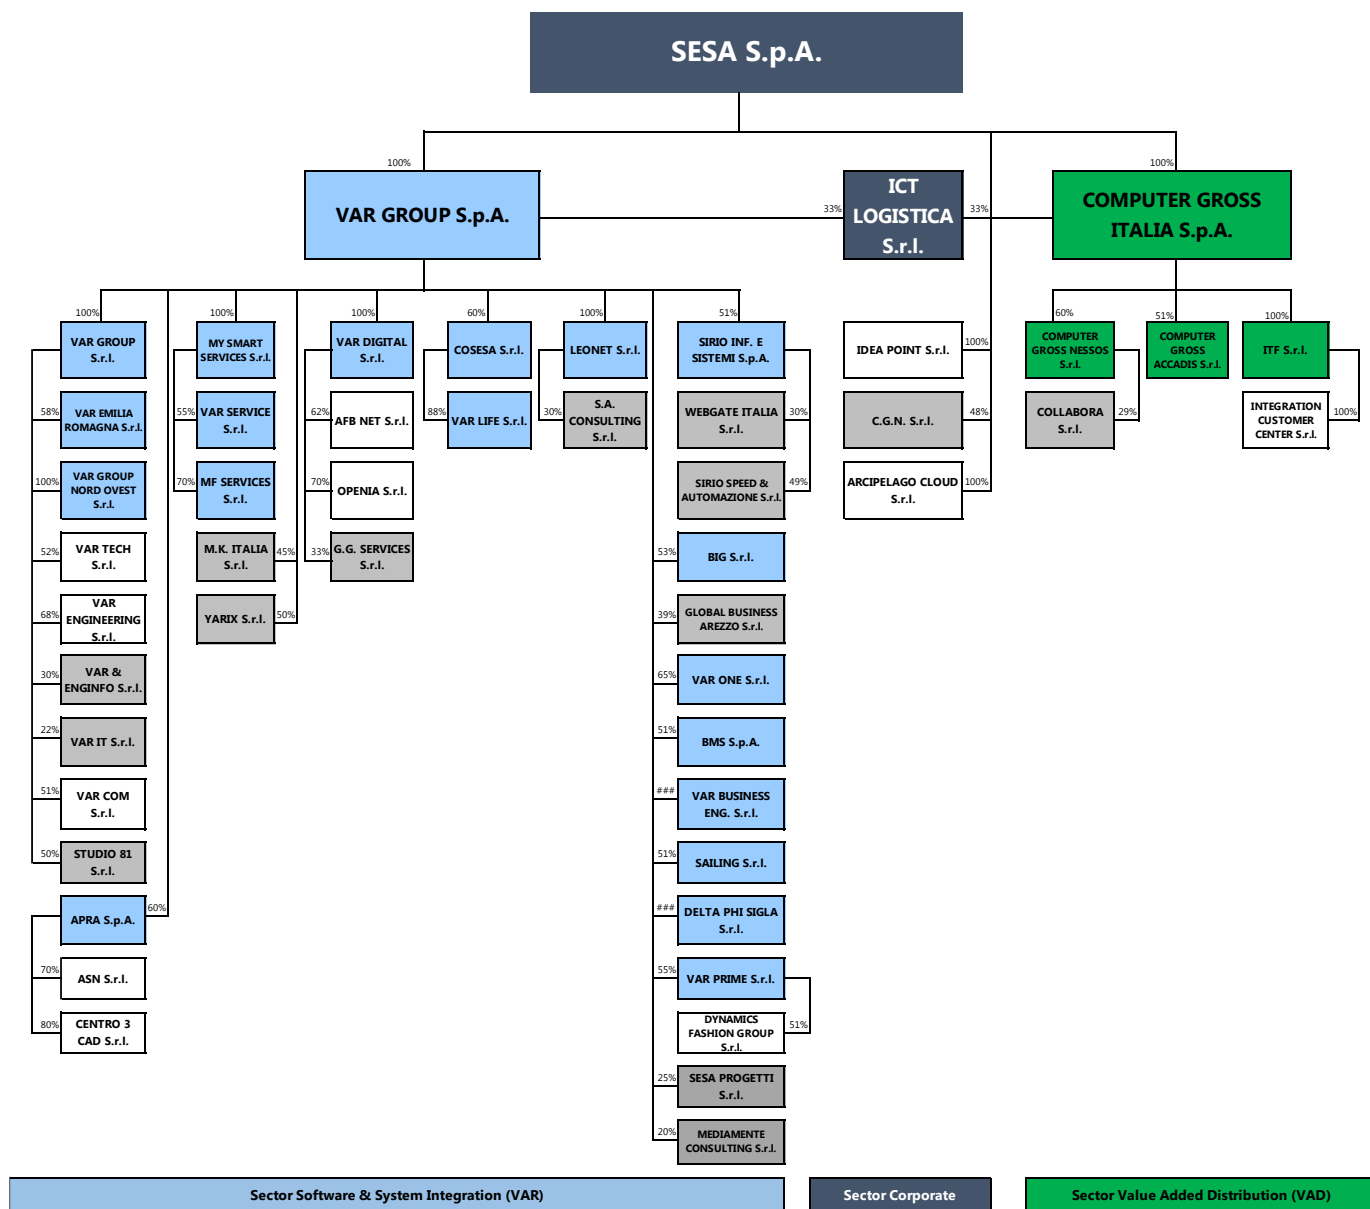 SESA S.p.A.
100%
100%
VAR GROUP S.p.A.
33%
ICT
LOGISTICA
S.r.l.
33%
COMPUTER GROSS
ITALIA S.p.A.
100%
100%
100%
60%
100%
51%
60%
51%
100%
VAR GROUP
S.r.l.
MY SMART
SERVICES S.r.l.
VAR DIGITAL
S.r.l.
COSESA S.r.l.
LEONET S.r.l.
SIRIO INF. E
SISTEMI S.p.A.
IDEA POINT S.r.l.
100%
COMPUTER
GROSS NESSOS
S.r.l.
COMPUTER
GROSS
ACCADIS S.r.l.
ITF S.r.l.
58%
VAR EMILIA
ROMAGNA S.r.l.
55%
VAR SERVICE
S.r.l.
62%
AFB NET S.r.l.
88%
VAR LIFE S.r.l.
30%
S.A.
CONSULTING
S.r.l.
WEBGATE ITALIA
S.r.l.
30%
C.G.N. S.r.l.
48%
COLLABORA
S.r.l.
29%
INTEGRATION
CUSTOMER
CENTER S.r.l.
100%
100%
VAR GROUP
NORD OVEST
S.r.l.
70%
MF SERVICES
S.r.l.
70%
OPENIA S.r.l.
SIRIO SPEED &
AUTOMAZIONE S.r.l.
49%
ARCIPELAGO CLOUD
S.r.l.
100%
52%
VAR TECH
S.r.l.
M.K. ITALIA
S.r.l.
45%
33%
G.G. SERVICES
S.r.l.
53%
BIG S.r.l.
68%
VAR
ENGINEERING
S.r.l.
YARIX S.r.l.
50%
39%
GLOBAL BUSINESS
AREZZO S.r.l.
30%
VAR &
ENGINFO S.r.l.
65%
VAR ONE S.r.l.
22%
VAR IT S.r.l.
51%
BMS S.p.A.
51%
VAR COM
S.r.l.
###
VAR BUSINESS
ENG. S.r.l.
50%
STUDIO 81
S.r.l.
51%
SAILING S.r.l.
APRA S.p.A.
60%
###
DELTA PHI SIGLA
S.r.l.
70%
ASN S.r.l.
55%
VAR PRIME S.r.l.
80%
CENTRO 3
CAD S.r.l.
DYNAMICS
FASHION GROUP
S.r.l.
51%
25%
SESA PROGETTI
S.r.l.
20%
MEDIAMENTE
CONSULTING S.r.l.
Sector Software & System Integration (VAR)
Sector Corporate
Sector Value Added Distribution (VAD)